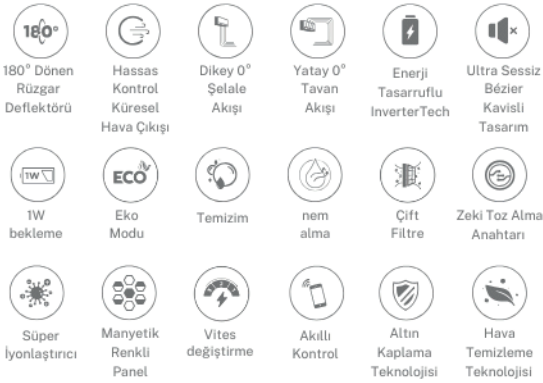 180°
180° Dönen
Rüzgar
Deflektörü
Hassas
Kontrol
Küresel
Hava Çıkışı
Dikey 0°
Şelale
Akışı
Yatay 0°
Tavan
Akışı
Enerji
Tasarruflu
InverterTech
Ultra Sessiz
Bézier
Kavisli
Tasarım
1W
1W
bekleme
ECO
Eko
Modu
Temizim
nem
alma
Çift
Filtre
Zeki Toz Alma
Anahtarı
Süper
İyonlaştırıcı
Manyetik
Renkli
Panel
Vites
değiştirme
Akıllı
Kontrol
Altın
Kaplama
Teknolojisi
Hava
Temizleme
Teknolojisi